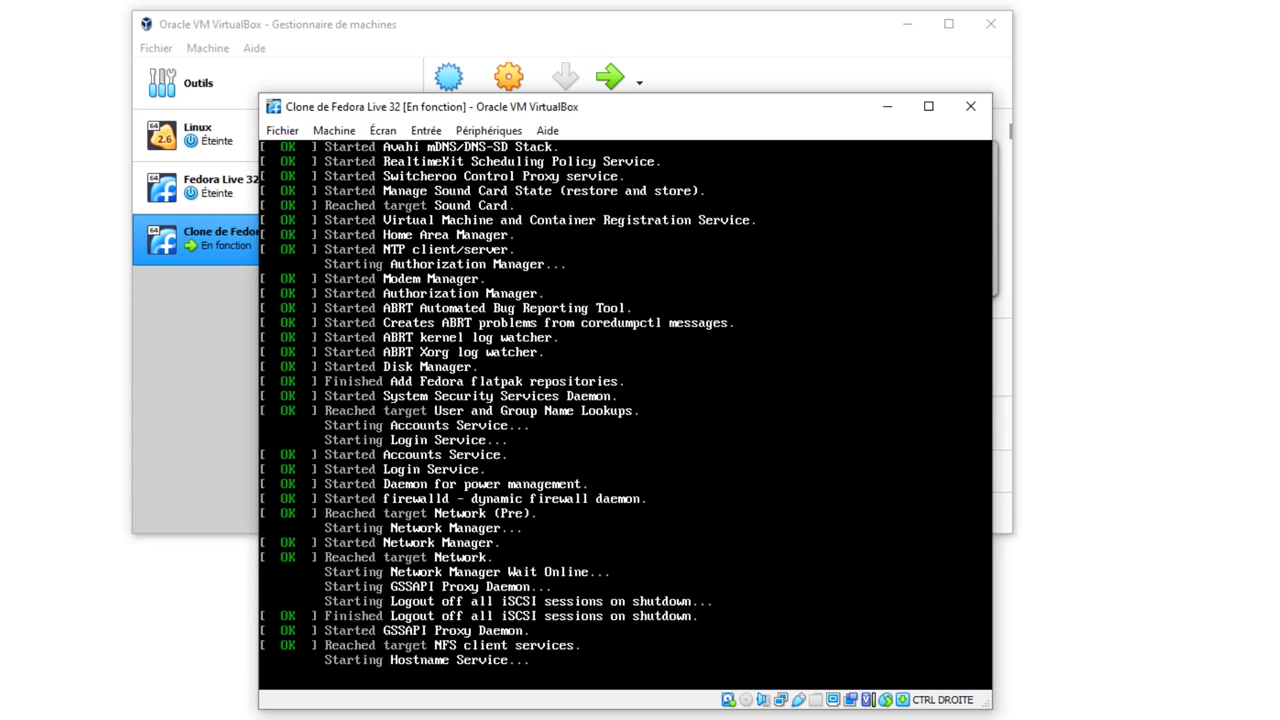 Oracle VM VirtualBox - Gestionnaire de machines
Fichier Machine Aide
Outils
64
Linux
2.6
Éteinte
64
Fedora Live 32
Éteinte
64
Clone de Fedo
En fonction
Clone de Fedora Live 32 [En fonction] - Oracle VM VirtualBox
Fichier Machine Écran Entrée Périphériques Aide
[ OK ] Started Avahi mDNS/DNS-SD Stack.
[ OK ] Started RealtimeKit Scheduling Policy Service.
[ OK ] Started Switcheroo Control Proxy service.
[ OK ] Started Manage Sound Card State (restore and store).
[ OK ] Reached target Sound Card.
[ OK ] Started Virtual Machine and Container Registration Service.
[ OK ] Started Home Area Manager.
[ OK ] Started NTP client/server.
Starting Authorization Manager...
[ OK ] Started Modem Manager.
[ OK ] Started Authorization Manager.
[ OK ] Started ABRT Automated Bug Reporting Tool.
[ OK ] Started Creates ABRT problems from coredumpctl messages.
[ OK ] Started ABRT kernel log watcher.
[ OK ] Started ABRT Xorg log watcher.
[ OK ] Started Disk Manager.
[ OK ] Finished Add Fedora flatpak repositories.
[ OK ] Started System Security Services Daemon.
[ OK ] Reached target User and Group Name Lookups.
Starting Accounts Service...
Starting Login Service...
[ OK ] Started Accounts Service.
[ OK ] Started Login Service.
[ OK ] Started Daemon for power management.
[ OK ] Started firewalld - dynamic firewall daemon.
[ OK ] Reached target Network (Pre).
Starting Network Manager...
[ OK ] Started Network Manager.
[ OK ] Reached target Network.
Starting Network Manager Wait Online...
Starting GSSAPI Proxy Daemon...
Starting Logout off all iSCSI sessions on shutdown...
[ OK ] Finished Logout off all iSCSI sessions on shutdown.
[ OK ] Started GSSAPI Proxy Daemon.
[ OK ] Reached target NFS client services.
Starting Hostname Service...
CTRL DROITE